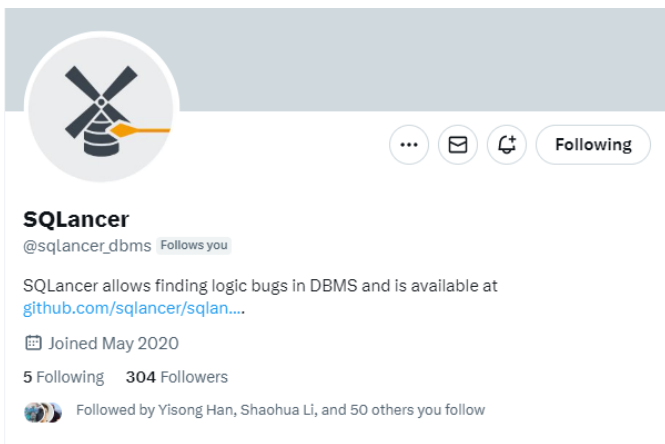 Following
SQLancer
@sqlancer_dbms Follows you
SQLancer allows finding logic bugs in DBMS and is available at
github.com/sqlancer/sqlan....
Joined May 2020
5 Following 304 Followers
Followed by Yisong Han, Shaohua Li, and 50 others you follow